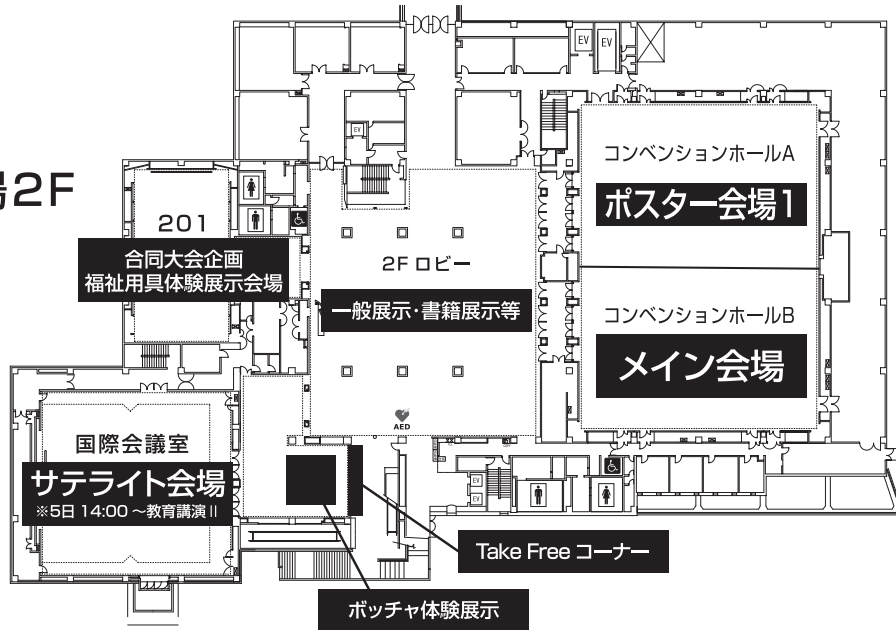 場2F
EV
EV
EV
コンベンションホールA
ポスター会場1
201
合同大会企画
福祉用具体験展示会場
2F ロビー
一般展示・書籍展示等
コンベンションホールB
メイン会場
AED
国際会議室
サテライト会場
※5日 14:00 ~教育講演Ⅱ
EV
EV
Take Free コーナー
ボッチャ体験展示